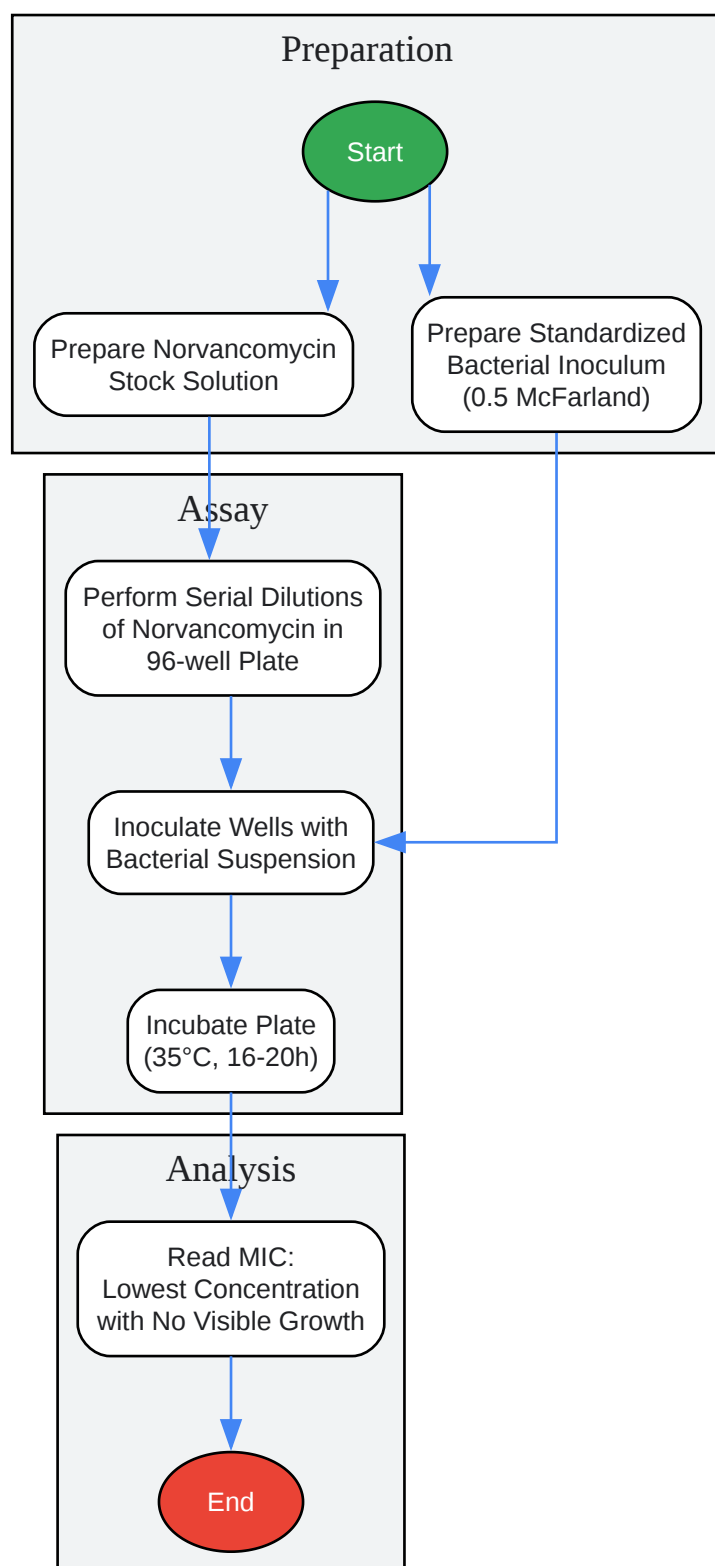 Preparation
Start
Prepare Norvancomycin
Stock Solution
Prepare Standardized
Bacterial Inoculum
(0.5 McFarland)
Assay
Perform Serial Dilutions
of Norvancomycin in
96-well Plate
Inoculate Wells with
Bacterial Suspension
Incubate Plate
(35°C, 16-20h)
Analysis
Read MIC:
Lowest Concentration
with No Visible Growth
End